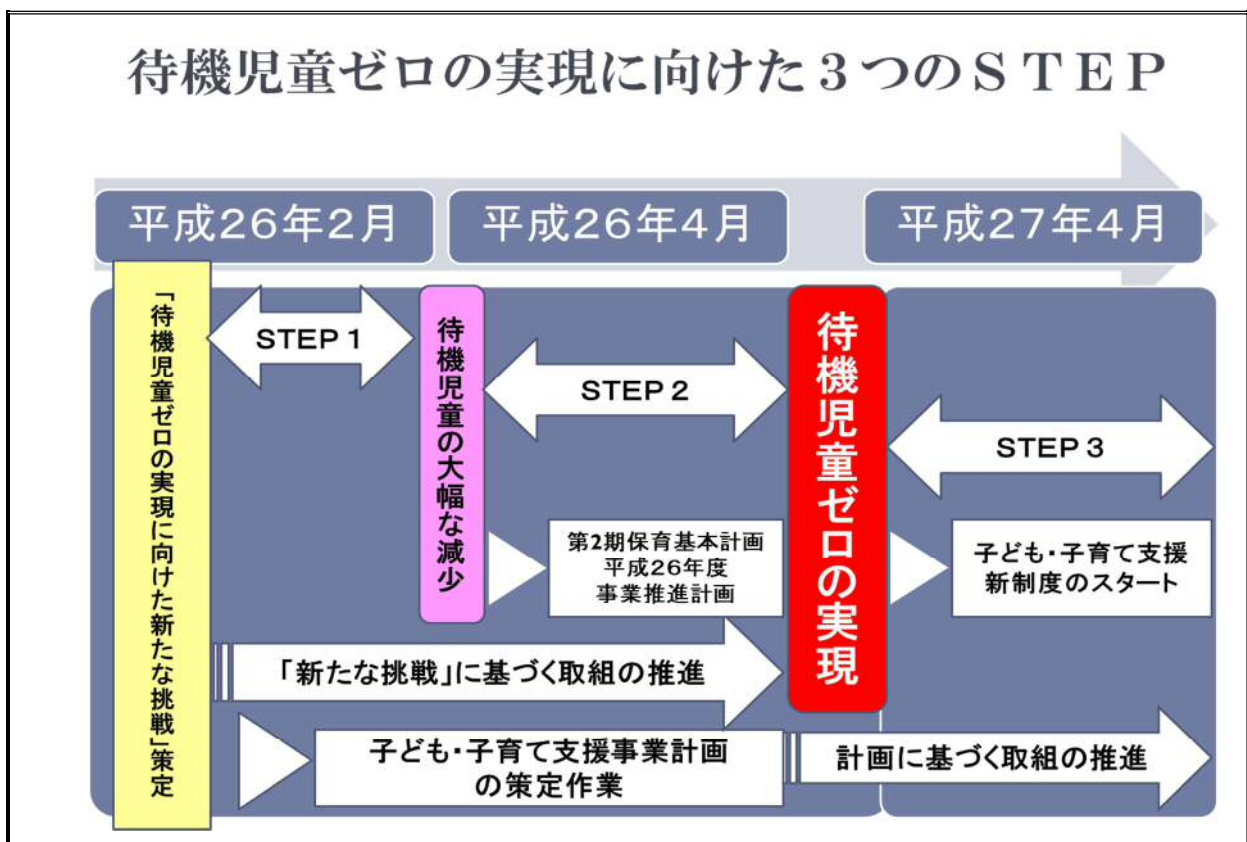 待機児童ゼロの実現に向けた３つのＳＴＥＰ
平成26年2月
平成26年4月
平成27年4月
「待機児童ゼロの実現に向けた新たな挑戦」策定
STEP1
待機児童の大幅な減少
STEP2
待機児童ゼロの実現
STEP3
第2期保育基本計画
平成26年度
事業推進計画
子ども・子育て支援
新制度のスタート
「新たな挑戦」に基づく取組の推進
子ども・子育て支援事業計画
の策定作業
計画に基づく取組の推進